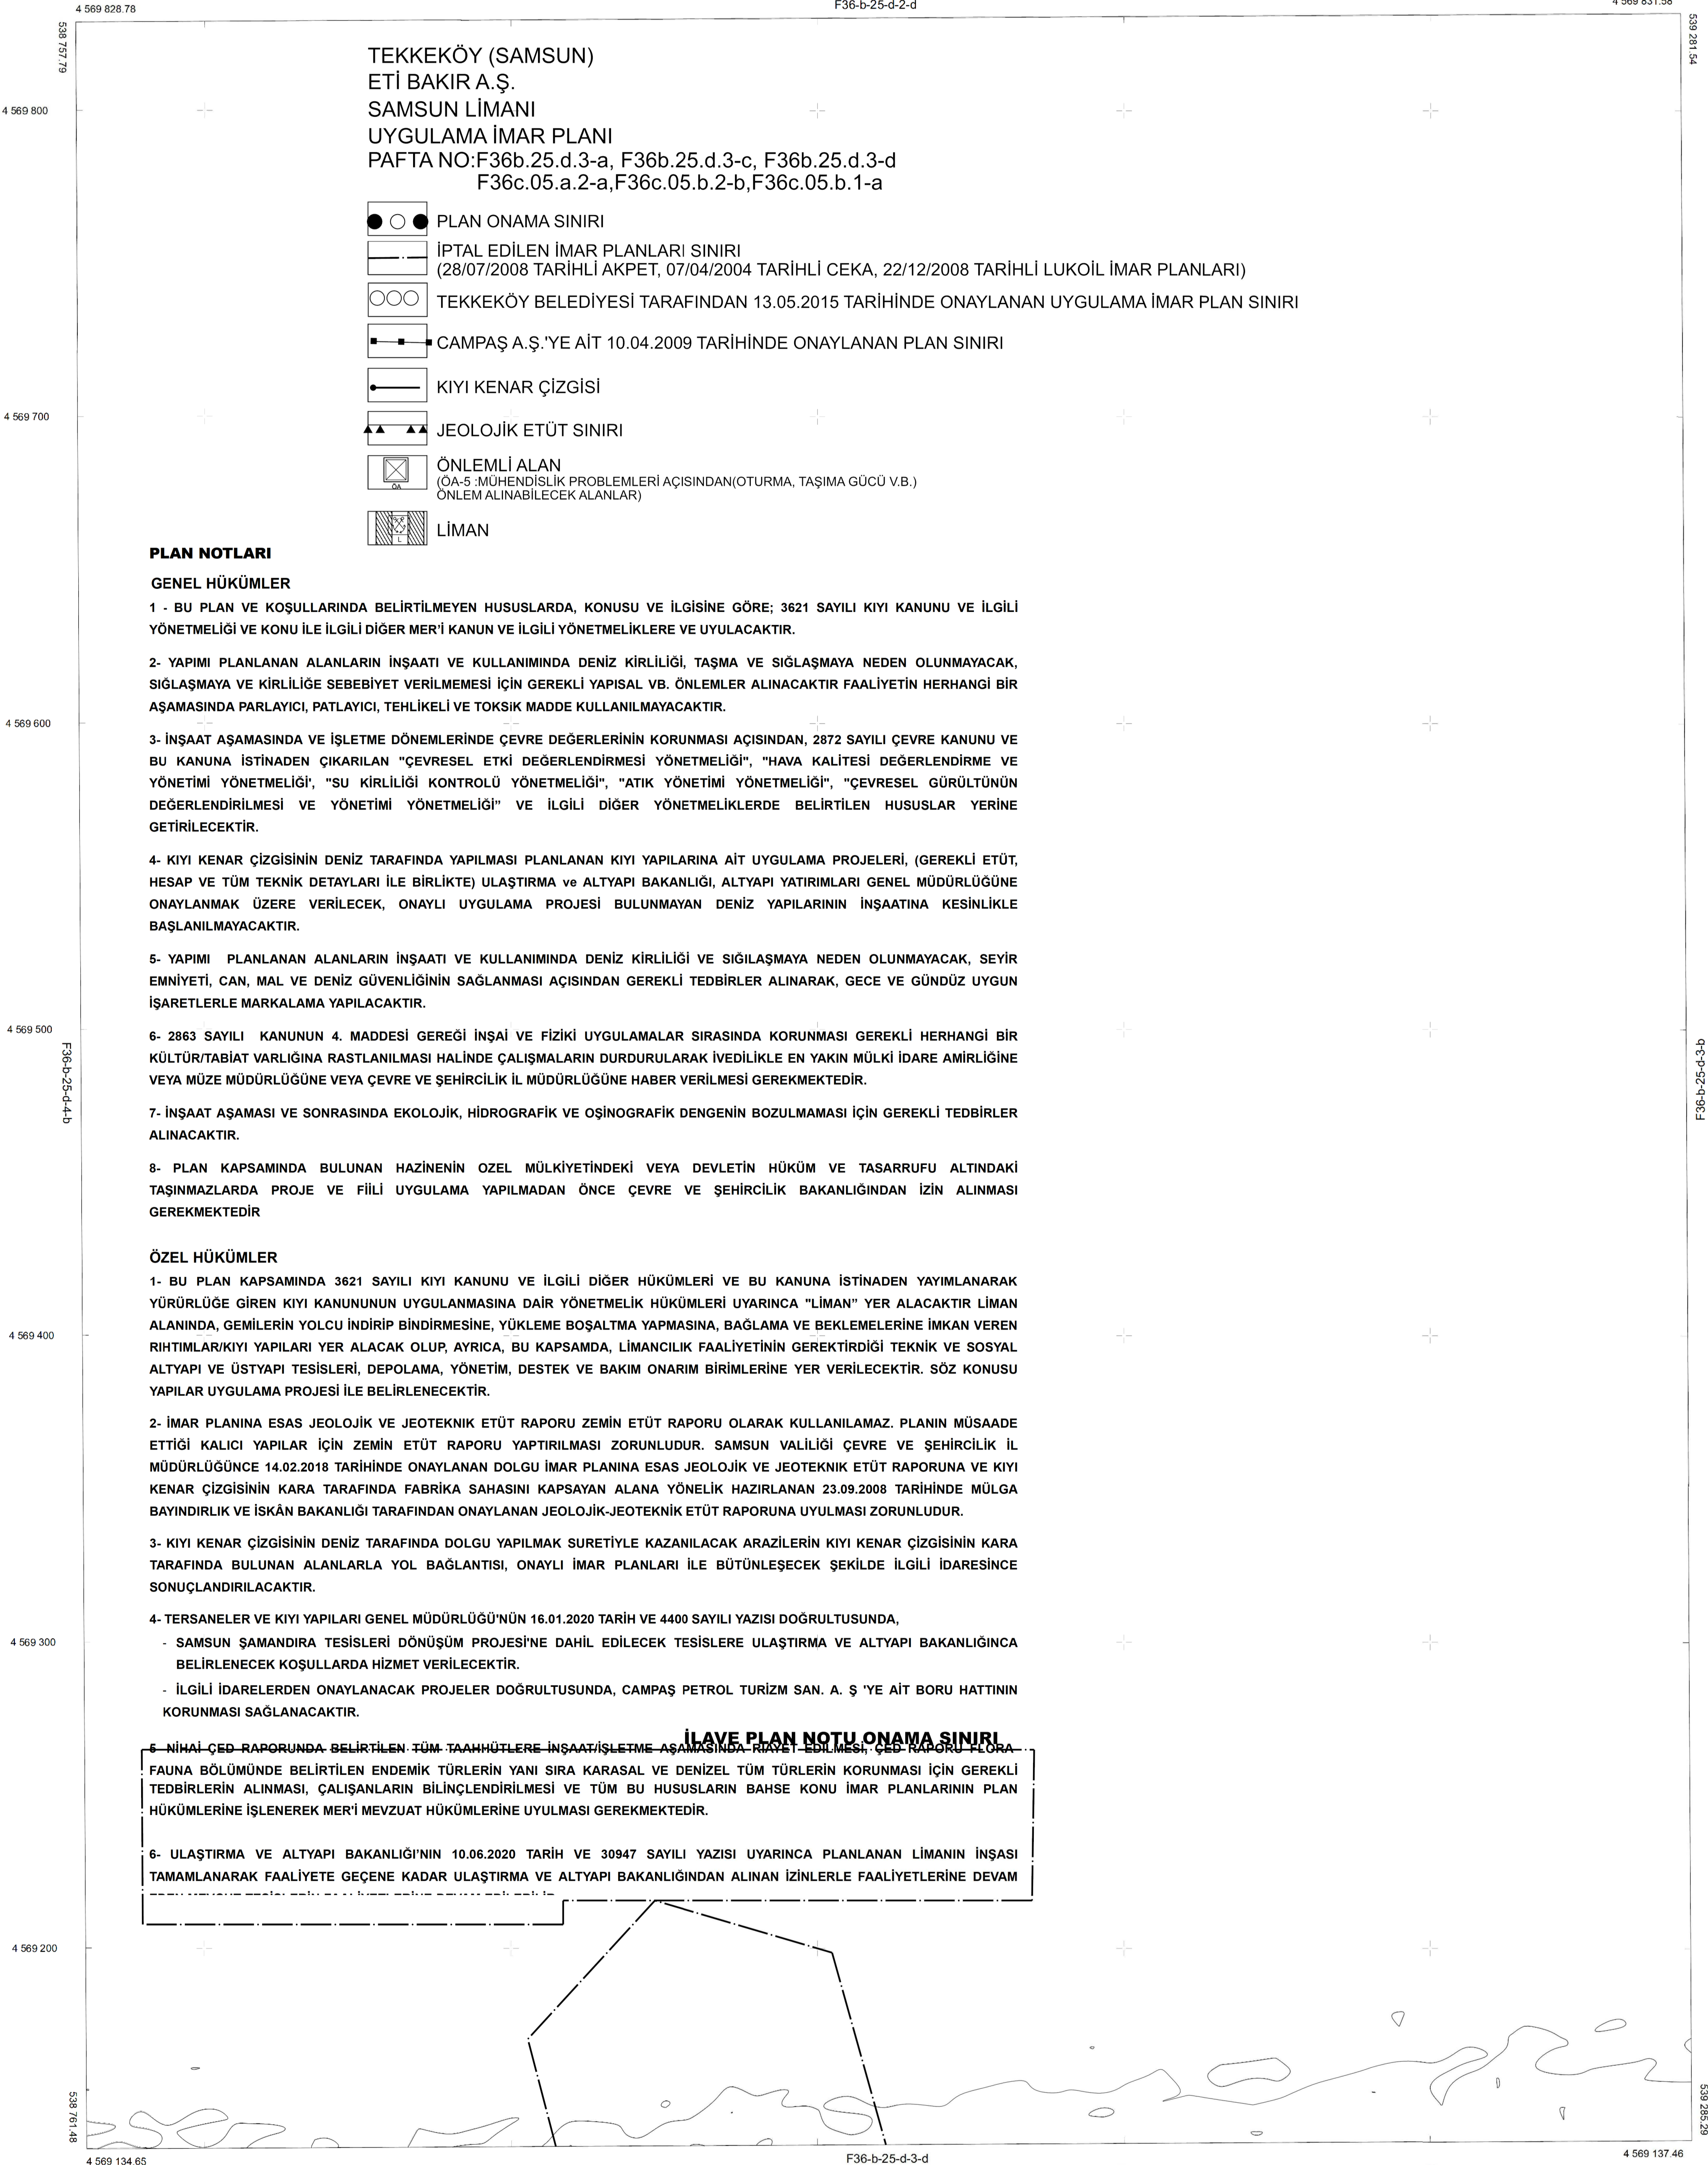 F36-b-25-d-2-d
4 569 828.78
4 569 831.58
538 757.79
539 281.54
TEKKEKÖY (SAMSUN)
ETİ BAKIR A.Ş.
SAMSUN LİMANI
UYGULAMA İMAR PLANI
PAFTA NO:F36b.25.d.3-a, F36b.25.d.3-c, F36b.25.d.3-d
F36c.05.a.2-a,F36c.05.b.2-b,F36c.05.b.1-a
4 569 800
PLAN ONAMA SINIRI
İPTAL EDİLEN İMAR PLANLARI SINIRI
(28/07/2008 TARİHLİ AKPET, 07/04/2004 TARİHLİ CEKA, 22/12/2008 TARİHLİ LUKOİL İMAR PLANLARI)
TEKKEKÖY BELEDİYESİ TARAFINDAN 13.05.2015 TARİHİNDE ONAYLANAN UYGULAMA İMAR PLAN SINIRI
CAMPAŞ A.Ş.'YE AİT 10.04.2009 TARİHİNDE ONAYLANAN PLAN SINIRI
KIYI KENAR ÇİZGİSİ
4 569 700
JEOLOJİK ETÜT SINIRI
ÖA
ÖNLEMLİ ALAN
(ÖA-5 :MÜHENDİSLİK PROBLEMLERİ AÇISINDAN(OTURMA, TAŞIMA GÜCÜ V.B.)
ÖNLEM ALINABİLECEK ALANLAR)
L
LİMAN
PLAN NOTLARI
GENEL HÜKÜMLER
1 - BU PLAN VE KOŞULLARINDA BELİRTİLMEYEN HUSUSLARDA, KONUSU VE İLGİSİNE GÖRE; 3621 SAYILI KIYI KANUNU VE İLGİLİ
YÖNETMELİĞİ VE KONU İLE İLGİLİ DİĞER MER’İ KANUN VE İLGİLİ YÖNETMELİKLERE VE UYULACAKTIR.
2- YAPIMI PLANLANAN ALANLARIN İNŞAATI VE KULLANIMINDA DENİZ KİRLİLİĞİ, TAŞMA VE SIĞLAŞMAYA NEDEN OLUNMAYACAK,
SIĞLAŞMAYA VE KİRLİLİĞE SEBEBİYET VERİLMEMESİ İÇİN GEREKLİ YAPISAL VB. ÖNLEMLER ALINACAKTIR FAALİYETİN HERHANGİ BİR
AŞAMASINDA PARLAYICI, PATLAYICI, TEHLİKELİ VE TOKSiK MADDE KULLANILMAYACAKTIR.
4 569 600
3- İNŞAAT AŞAMASINDA VE İŞLETME DÖNEMLERİNDE ÇEVRE DEĞERLERİNİN KORUNMASI AÇISINDAN, 2872 SAYILI ÇEVRE KANUNU VE
BU KANUNA İSTİNADEN ÇIKARILAN "ÇEVRESEL ETKİ DEĞERLENDİRMESİ YÖNETMELİĞİ", "HAVA KALİTESİ DEĞERLENDİRME VE
YÖNETİMİ YÖNETMELİĞİ', "SU KİRLİLİĞİ KONTROLÜ YÖNETMELİĞİ", "ATIK YÖNETİMİ YÖNETMELİĞİ", "ÇEVRESEL GÜRÜLTÜNÜN
DEĞERLENDİRİLMESİ VE YÖNETİMİ YÖNETMELİĞİ” VE İLGİLİ DİĞER YÖNETMELİKLERDE BELİRTİLEN HUSUSLAR YERİNE
GETİRİLECEKTİR.
4- KIYI KENAR ÇİZGİSİNİN DENİZ TARAFINDA YAPILMASI PLANLANAN KIYI YAPILARINA AİT UYGULAMA PROJELERİ, (GEREKLİ ETÜT,
HESAP VE TÜM TEKNİK DETAYLARI İLE BİRLİKTE) ULAŞTIRMA ve ALTYAPI BAKANLIĞI, ALTYAPI YATIRIMLARI GENEL MÜDÜRLÜĞÜNE
ONAYLANMAK ÜZERE VERİLECEK, ONAYLI UYGULAMA PROJESİ BULUNMAYAN DENİZ YAPILARININ İNŞAATINA KESİNLİKLE
BAŞLANILMAYACAKTIR.
5- YAPIMI PLANLANAN ALANLARIN İNŞAATI VE KULLANIMINDA DENİZ KİRLİLİĞİ VE SIĞILAŞMAYA NEDEN OLUNMAYACAK, SEYİR
EMNİYETİ, CAN, MAL VE DENİZ GÜVENLİĞİNİN SAĞLANMASI AÇISINDAN GEREKLİ TEDBİRLER ALINARAK, GECE VE GÜNDÜZ UYGUN
İŞARETLERLE MARKALAMA YAPILACAKTIR.
4 569 500
6- 2863 SAYILI KANUNUN 4. MADDESİ GEREĞİ İNŞAİ VE FİZİKİ UYGULAMALAR SIRASINDA KORUNMASI GEREKLİ HERHANGİ BİR
KÜLTÜR/TABİAT VARLIĞINA RASTLANILMASI HALİNDE ÇALIŞMALARIN DURDURULARAK İVEDİLİKLE EN YAKIN MÜLKİ İDARE AMİRLİĞİNE
VEYA MÜZE MÜDÜRLÜĞÜNE VEYA ÇEVRE VE ŞEHİRCİLİK İL MÜDÜRLÜĞÜNE HABER VERİLMESİ GEREKMEKTEDİR.
F36-b-25-d-4-b
F36-b-25-d-3-b
7- İNŞAAT AŞAMASI VE SONRASINDA EKOLOJİK, HİDROGRAFİK VE OŞİNOGRAFİK DENGENİN BOZULMAMASI İÇİN GEREKLİ TEDBİRLER
ALINACAKTIR.
8- PLAN KAPSAMINDA BULUNAN HAZİNENİN OZEL MÜLKİYETİNDEKİ VEYA DEVLETİN HÜKÜM VE TASARRUFU ALTINDAKİ
TAŞINMAZLARDA PROJE VE FİİLİ UYGULAMA YAPILMADAN ÖNCE ÇEVRE VE ŞEHİRCİLİK BAKANLIĞINDAN İZİN ALINMASI
GEREKMEKTEDİR
ÖZEL HÜKÜMLER
1- BU PLAN KAPSAMINDA 3621 SAYILI KIYI KANUNU VE İLGİLİ DİĞER HÜKÜMLERİ VE BU KANUNA İSTİNADEN YAYIMLANARAK
YÜRÜRLÜĞE GİREN KIYI KANUNUNUN UYGULANMASINA DAİR YÖNETMELİK HÜKÜMLERİ UYARINCA "LİMAN” YER ALACAKTIR LİMAN
ALANINDA, GEMİLERİN YOLCU İNDİRİP BİNDİRMESİNE, YÜKLEME BOŞALTMA YAPMASINA, BAĞLAMA VE BEKLEMELERİNE İMKAN VEREN
RIHTIMLAR/KIYI YAPILARI YER ALACAK OLUP, AYRICA, BU KAPSAMDA, LİMANCILIK FAALİYETİNİN GEREKTİRDİĞİ TEKNİK VE SOSYAL
ALTYAPI VE ÜSTYAPI TESİSLERİ, DEPOLAMA, YÖNETİM, DESTEK VE BAKIM ONARIM BİRİMLERİNE YER VERİLECEKTİR. SÖZ KONUSU
YAPILAR UYGULAMA PROJESİ İLE BELİRLENECEKTİR.
4 569 400
2- İMAR PLANINA ESAS JEOLOJİK VE JEOTEKNIK ETÜT RAPORU ZEMİN ETÜT RAPORU OLARAK KULLANILAMAZ. PLANIN MÜSAADE
ETTİĞİ KALICI YAPILAR İÇİN ZEMİN ETÜT RAPORU YAPTIRILMASI ZORUNLUDUR. SAMSUN VALİLİĞİ ÇEVRE VE ŞEHİRCİLİK İL
MÜDÜRLÜĞÜNCE 14.02.2018 TARİHİNDE ONAYLANAN DOLGU İMAR PLANINA ESAS JEOLOJİK VE JEOTEKNIK ETÜT RAPORUNA VE KIYI
KENAR ÇİZGİSİNİN KARA TARAFINDA FABRİKA SAHASINI KAPSAYAN ALANA YÖNELİK HAZIRLANAN 23.09.2008 TARİHİNDE MÜLGA
BAYINDIRLIK VE İSKÂN BAKANLIĞI TARAFINDAN ONAYLANAN JEOLOJİK-JEOTEKNİK ETÜT RAPORUNA UYULMASI ZORUNLUDUR.
3- KIYI KENAR ÇİZGİSİNİN DENİZ TARAFINDA DOLGU YAPILMAK SURETİYLE KAZANILACAK ARAZİLERİN KIYI KENAR ÇİZGİSİNİN KARA
TARAFINDA BULUNAN ALANLARLA YOL BAĞLANTISI, ONAYLI İMAR PLANLARI İLE BÜTÜNLEŞECEK ŞEKİLDE İLGİLİ İDARESİNCE
SONUÇLANDIRILACAKTIR.
4- TERSANELER VE KIYI YAPILARI GENEL MÜDÜRLÜĞÜ'NÜN 16.01.2020 TARİH VE 4400 SAYILI YAZISI DOĞRULTUSUNDA,
4 569 300
- SAMSUN ŞAMANDIRA TESİSLERİ DÖNÜŞÜM PROJESİ'NE DAHİL EDİLECEK TESİSLERE ULAŞTIRMA VE ALTYAPI BAKANLIĞINCA
BELİRLENECEK KOŞULLARDA HİZMET VERİLECEKTİR.
- İLGİLİ İDARELERDEN ONAYLANACAK PROJELER DOĞRULTUSUNDA, CAMPAŞ PETROL TURİZM SAN. A. Ş 'YE AİT BORU HATTININ
KORUNMASI SAĞLANACAKTIR.
İLAVE PLAN NOTU ONAMA SINIRI
5- NİHAİ ÇED RAPORUNDA BELİRTİLEN TÜM TAAHHÜTLERE İNŞAAT/İŞLETME AŞAMASINDA RİAYET EDİLMESİ, ÇED RAPORU FLORA-
FAUNA BÖLÜMÜNDE BELİRTİLEN ENDEMİK TÜRLERİN YANI SIRA KARASAL VE DENİZEL TÜM TÜRLERİN KORUNMASI İÇİN GEREKLİ
TEDBİRLERİN ALINMASI, ÇALIŞANLARIN BİLİNÇLENDİRİLMESİ VE TÜM BU HUSUSLARIN BAHSE KONU İMAR PLANLARININ PLAN
HÜKÜMLERİNE İŞLENEREK MER'İ MEVZUAT HÜKÜMLERİNE UYULMASI GEREKMEKTEDİR.
6- ULAŞTIRMA VE ALTYAPI BAKANLIĞI’NIN 10.06.2020 TARİH VE 30947 SAYILI YAZISI UYARINCA PLANLANAN LİMANIN İNŞASI
TAMAMLANARAK FAALİYETE GEÇENE KADAR ULAŞTIRMA VE ALTYAPI BAKANLIĞINDAN ALINAN İZİNLERLE FAALİYETLERİNE DEVAM
4 569 200
538 761.48
539 285.29
4 569 134.65
F36-b-25-d-3-d
4 569 137.46